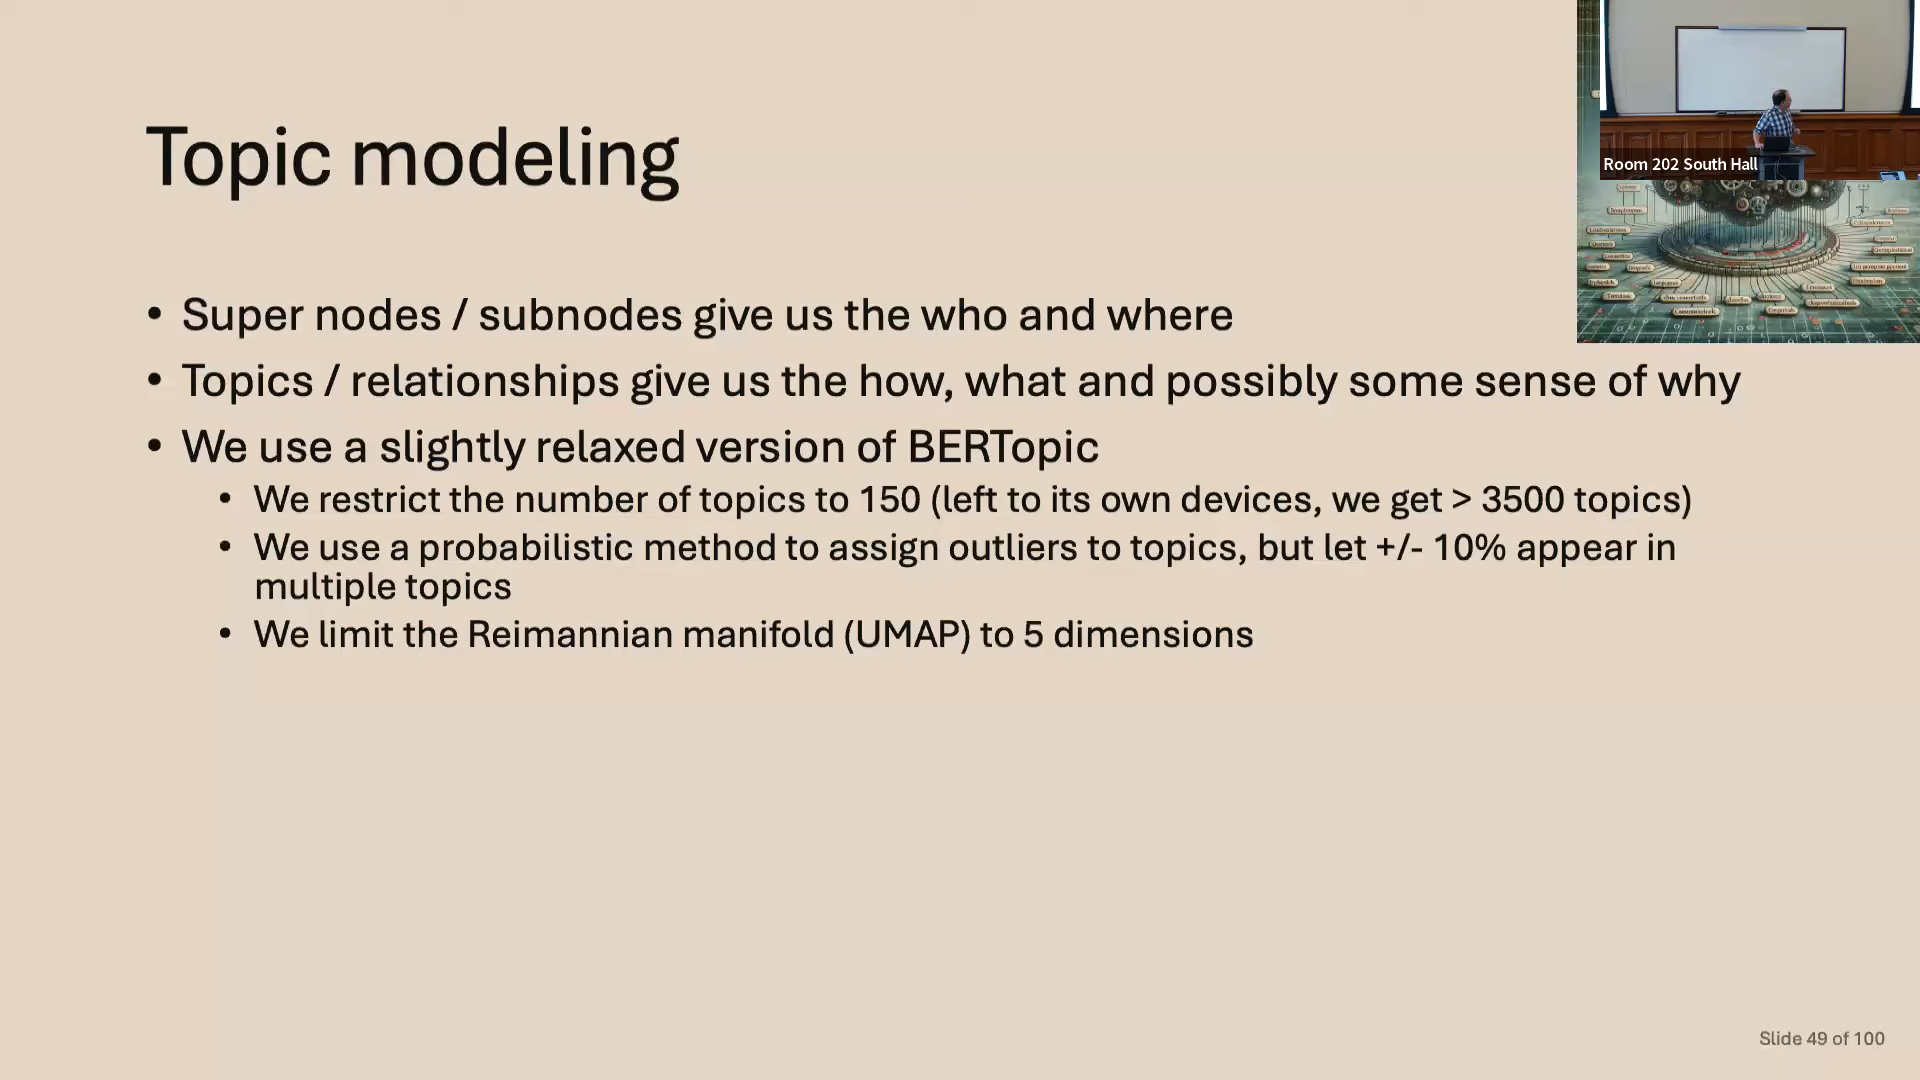 Topic modeling
Room 202 South Hall
• Super nodes / subnodes give us the who and where
• Topics / relationships give us the how, what and possibly some sense of why
• We use a slightly relaxed version of BERTopic
• We restrict the number of topics to 150 (left to its own devices, we get > 3500 topics)
• We use a probabilistic method to assign outliers to topics, but let +/- 10% appear in
multiple topics
• We limit the Reimannian manifold (UMAP) to 5 dimensions
Slide 49 of 100